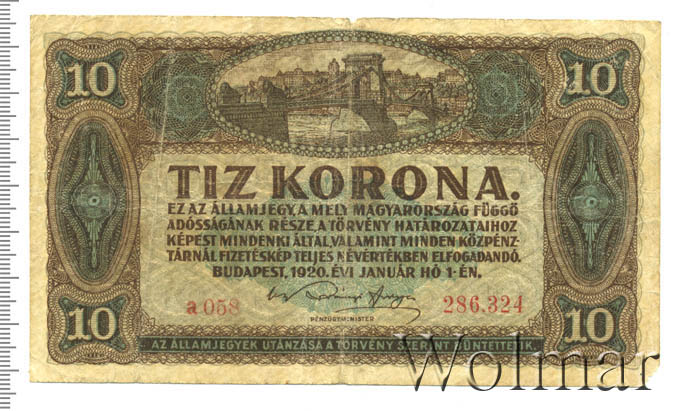 10 10
TIZ KORONA.
EZ AZ ÁLLAMJEGY, A MELY MAGYARORSZÁG FÜGGŐ
ADÓSSÁGÁNAK RÉSZE, A TÖRVÉNY HATÁROZATAIHOZ
KÉPEST MINDENKI ÁLTAL, VALAMINT MINDEN KÖZPÉNZ-
TÁRNÁL FIZETÉSKÉP TELJES NÉVÉRTÉKBEN ELFOGADANDÓ.
BUDAPEST, 1920. ÉVI JANUÁR HÓ 1-ÉN.
a 058 286.324
PÉNZÜGYMINISTER
10 10
AZ ÁLLAMJEGYEK UTÁNZÁSA A TÖRVÉNY SZERINT BÜNTETTETIK.
Wolmar